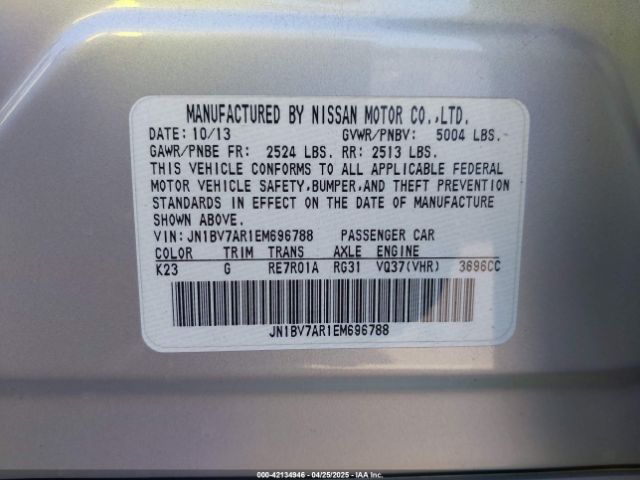 MANUFACTURED BY NISSAN MOTOR CO.,LTD.
DATE: 10/13 GVWR/PNBV: 5004 LBS.
GAWR/PNBE FR: 2524 LBS. RR: 2513 LBS.
THIS VEHICLE CONFORMS TO ALL APPLICABLE FEDERAL
MOTOR VEHICLE SAFETY,BUMPER,AND THEFT PREVENTION
STANDARDS IN EFFECT ON THE DATE OF MANUFACTURE
SHOWN ABOVE.
VIN:JN1BV7AR1EM696788 PASSENGER CAR
COLOR TRIM TRANS AXLE ENGINE
K23 G RE7R01A RG31 VQ37(VHR) 3696CC
JN1BV7AR1EM696788
000-42134946 - 04/25/2025 - IAA Inc.